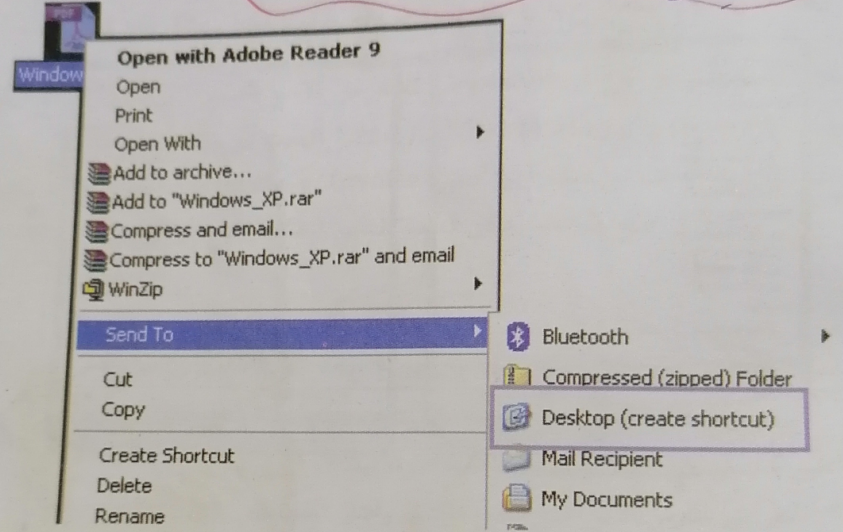 PDF
Window
Open with Adobe Reader 9
Open
Print
Open With
Add to archive...
Add to "Windows_XP.rar"
Compress and email...
Compress to "Windows_XP.rar" and email
WinZip
Send To
Cut
Copy
Create Shortcut
Delete
Rename
Bluetooth
Compressed (zipped) Folder
Desktop (create shortcut)
Mail Recipient
My Documents